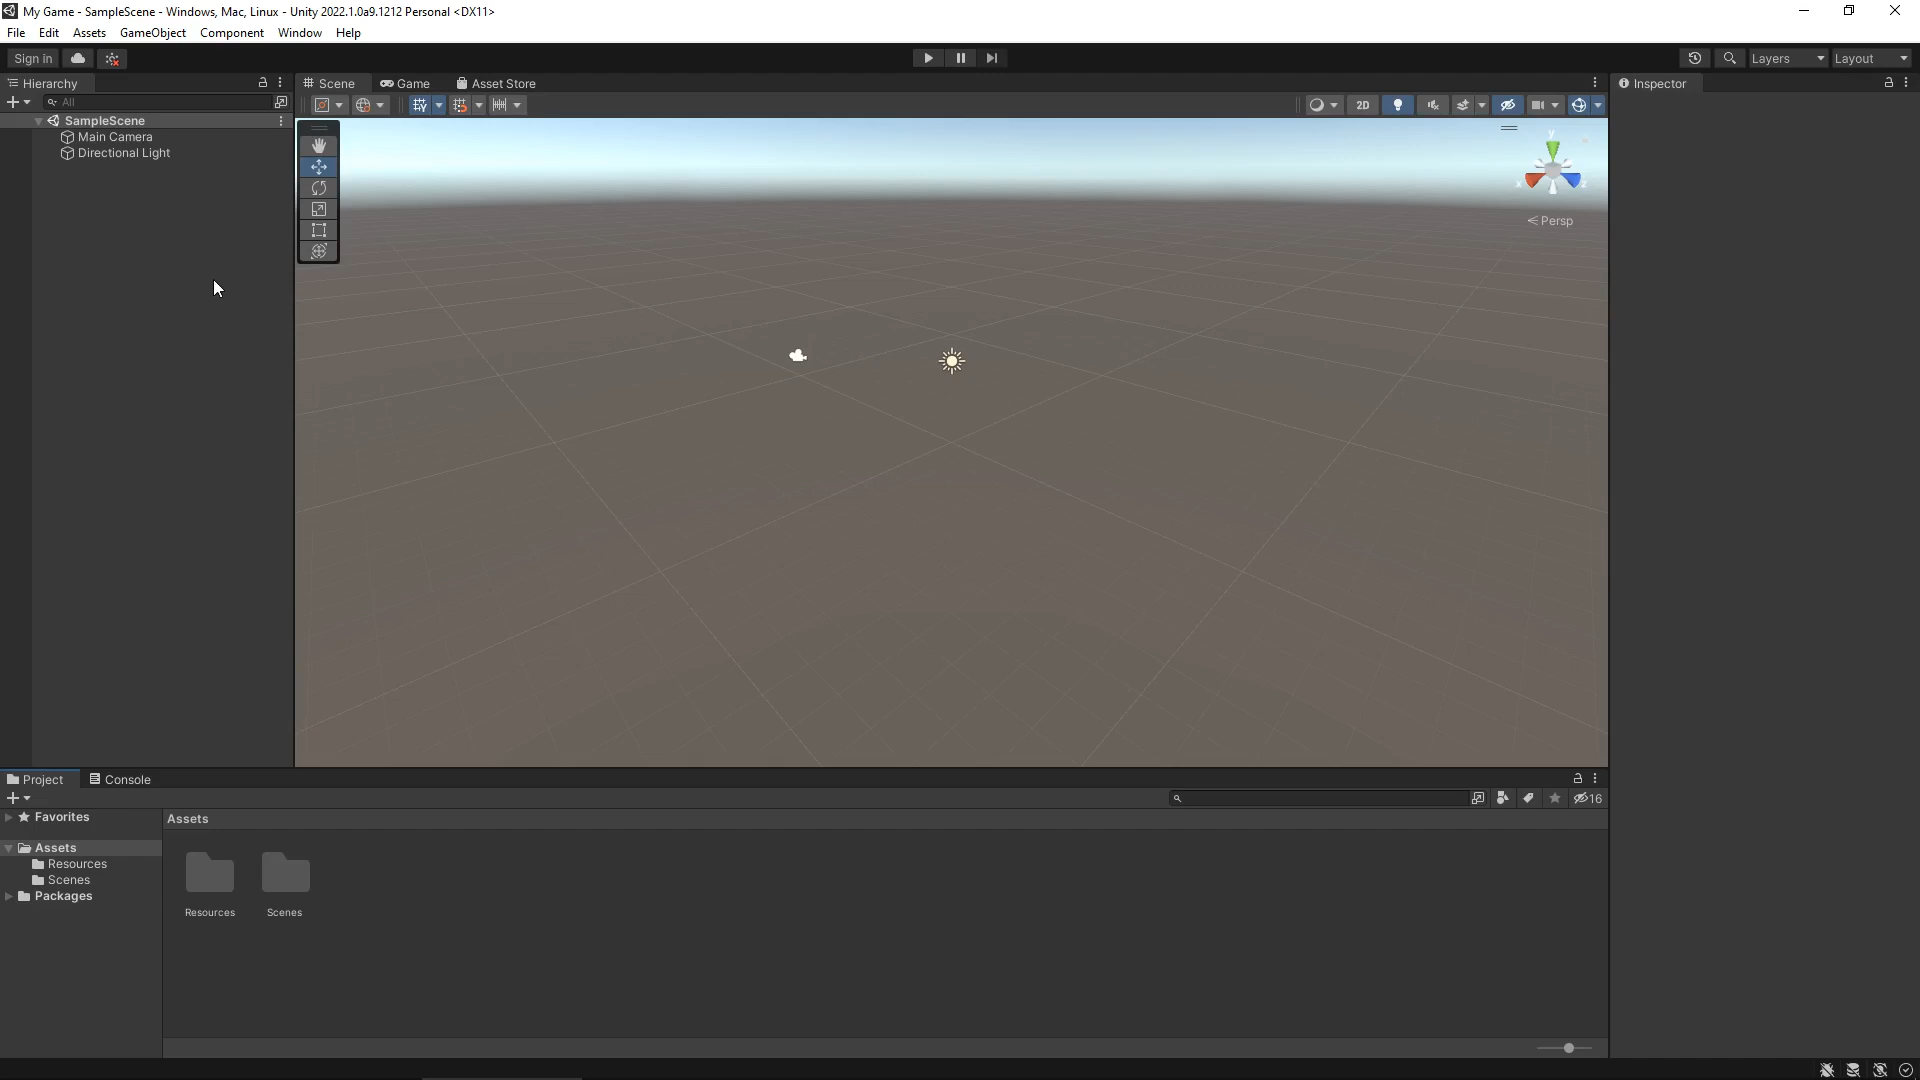 My Game - SampleScene - Windows, Mac, Linux - Unity 2022.1.0a9.1212 Personal <DX11>
File Edit Assets GameObject Component Window Help
Sign in Layers Layout
Hierarchy Scene Game Asset Store Inspector
All 2D
SampleScene
Main Camera
Directional Light
y
x z
Persp
Project Console
16
Favorites Assets
Assets
Resources
Scenes
Packages
Resources Scenes